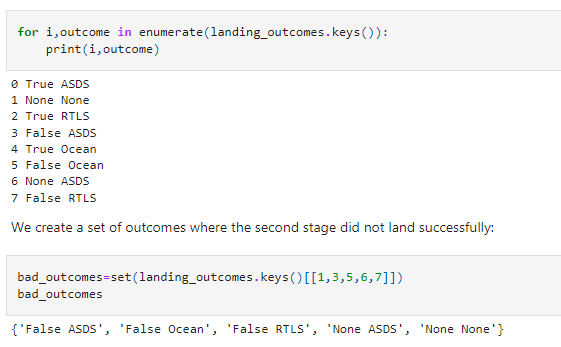 for i,outcome in enumerate(landing_outcomes.keys()):
    print(i,outcome)
0 True ASDS
1 None None
2 True RTLS
3 False ASDS
4 True Ocean
5 False Ocean
6 None ASDS
7 False RTLS
We create a set of outcomes where the second stage did not land successfully:
bad_outcomes=set(landing_outcomes.keys()[[1,3,5,6,7]])
bad_outcomes
{'False ASDS', 'False Ocean', 'False RTLS', 'None ASDS', 'None None'}